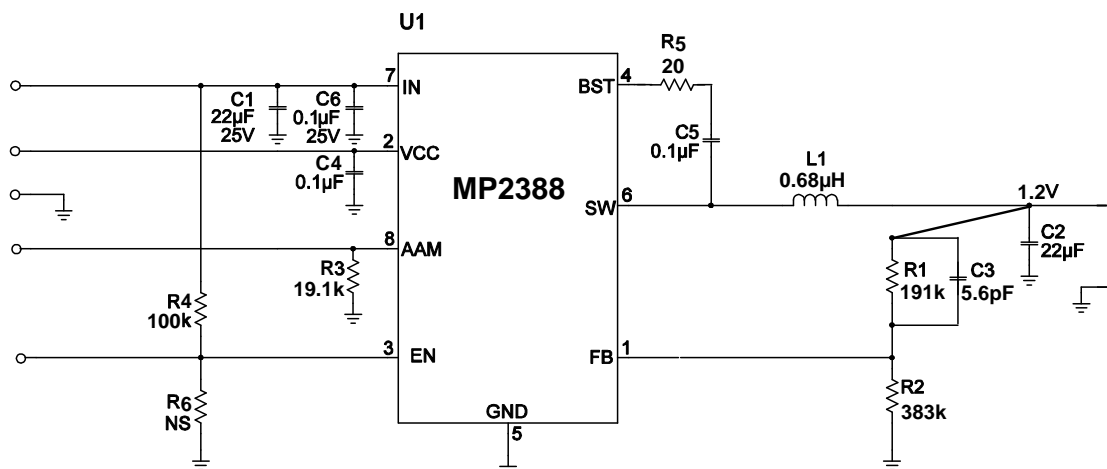 U1
7
IN
C1
22µF
25V
C6
0.1µF
25V
2
VCC
C4
0.1µF
MP2388
8
AAM
R3
19.1k
R4
100k
3
EN
R6
NS
GND
5
BST
4
R5
20
C5
0.1µF
SW
6
L1
0.68µH
1.2V
C2
22µF
R1
191k
C3
5.6pF
FB
1
R2
383k